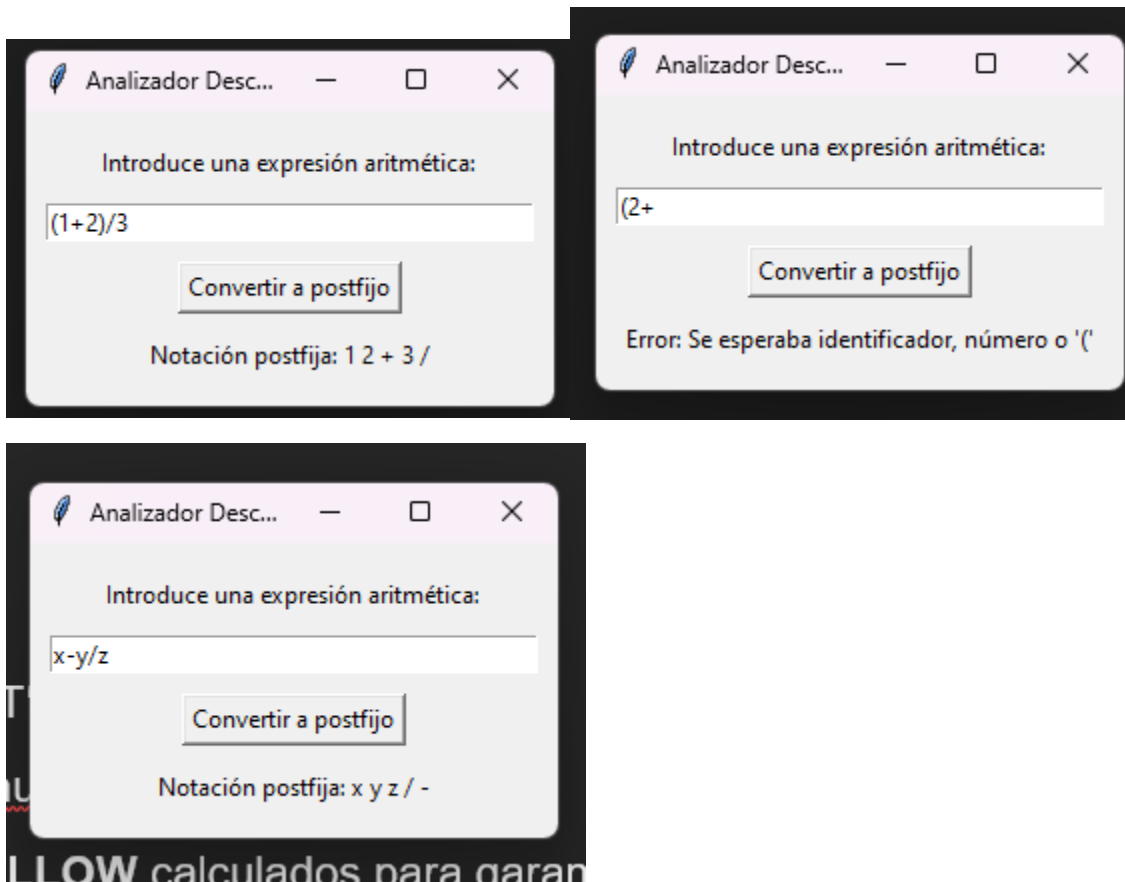 Analizador Desc...
Introduce una expresión aritmética:
(1+2)/3
Convertir a postfijo
Notación postfija: 1 2 + 3 /
Analizador Desc...
Introduce una expresión aritmética:
(2+
Convertir a postfijo
Error: Se esperaba identificador, número o '('
Analizador Desc...
Introduce una expresión aritmética:
x-y/z
Convertir a postfijo
Notación postfija: x y z / -
LLOW calculados para garan